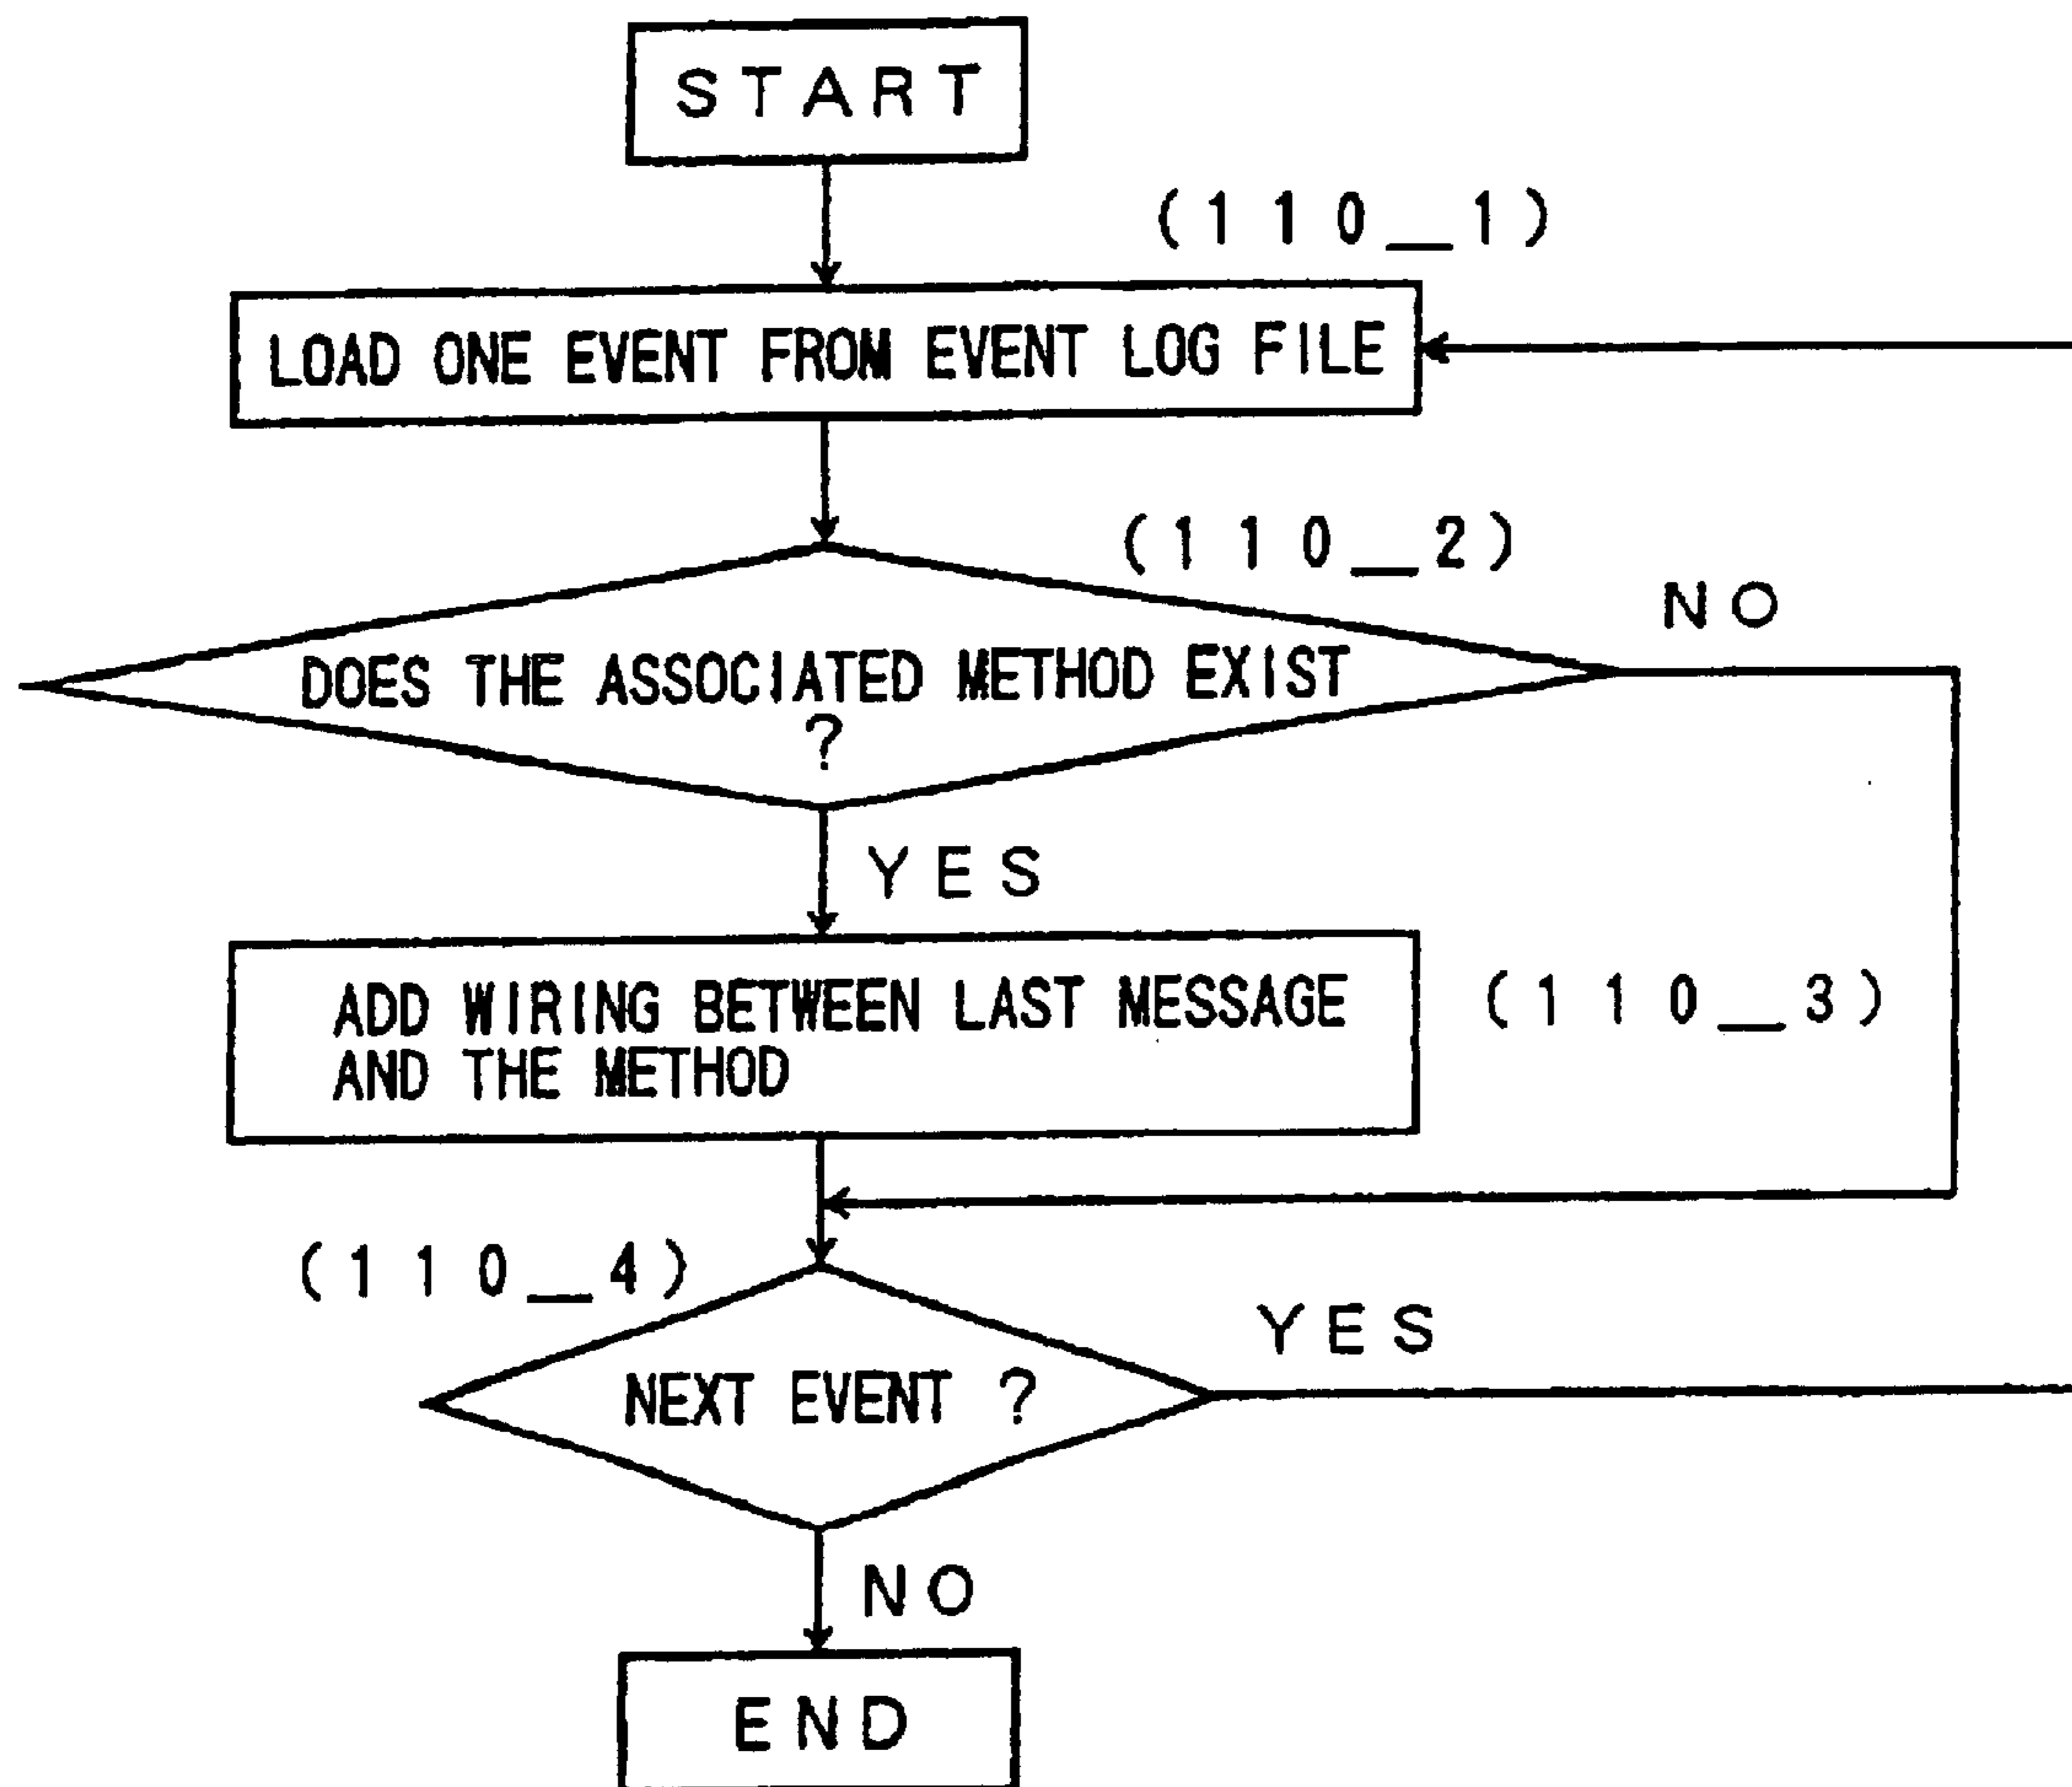 START
(110_1)
LOAD ONE EVENT FROM EVENT LOG FILE
(110_2)
NO
DOES THE ASSOCIATED METHOD EXIST
?
YES
ADD WIRING BETWEEN LAST MESSAGE
AND THE METHOD
(110_3)
(110_4)
YES
NEXT EVENT ?
NO
END